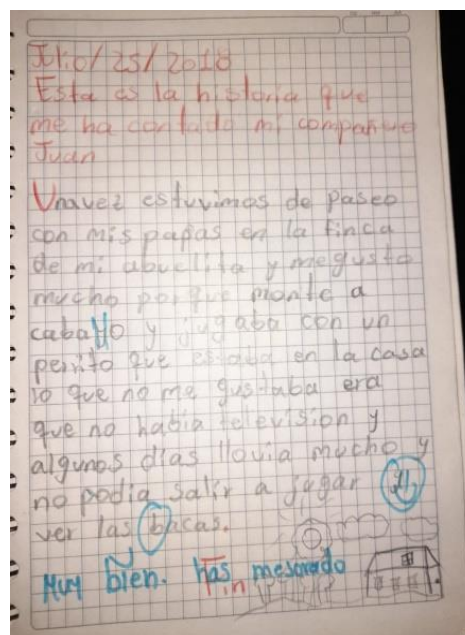 Julio/25/2018
Esta es la historia que
me ha contado mi compañero
Juan
Unavez estuvimos de paseo
con mis papas en la finca
de mi abuelita y megusto
mucho porque monte a
caballo y jugaba con un
perrito que estaba en la casa
lo que no me gustaba era
que no habia television y
algunos dias llovia mucho y
no podia salir a jugar y
ver las bacas.
Muy bien. has mejorado
Fin